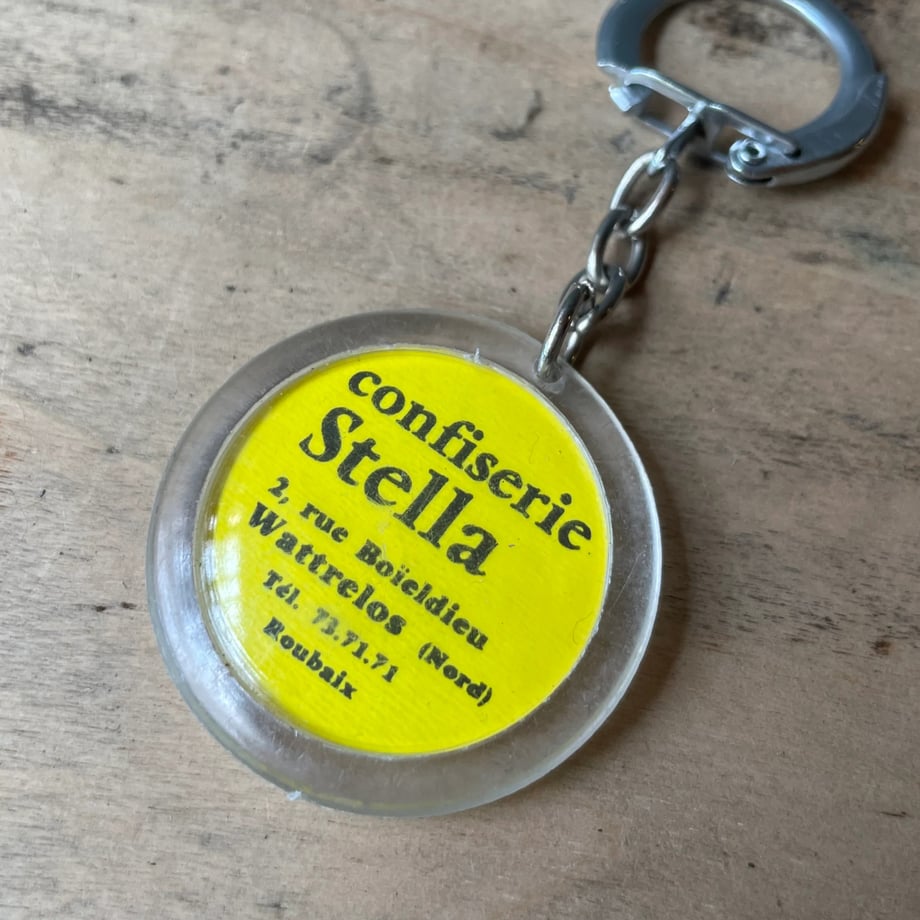 confiserie
Stella
2, rue Boïeldieu
Wattrelos (Nord)
Tél. 73.71.71
Roubaix